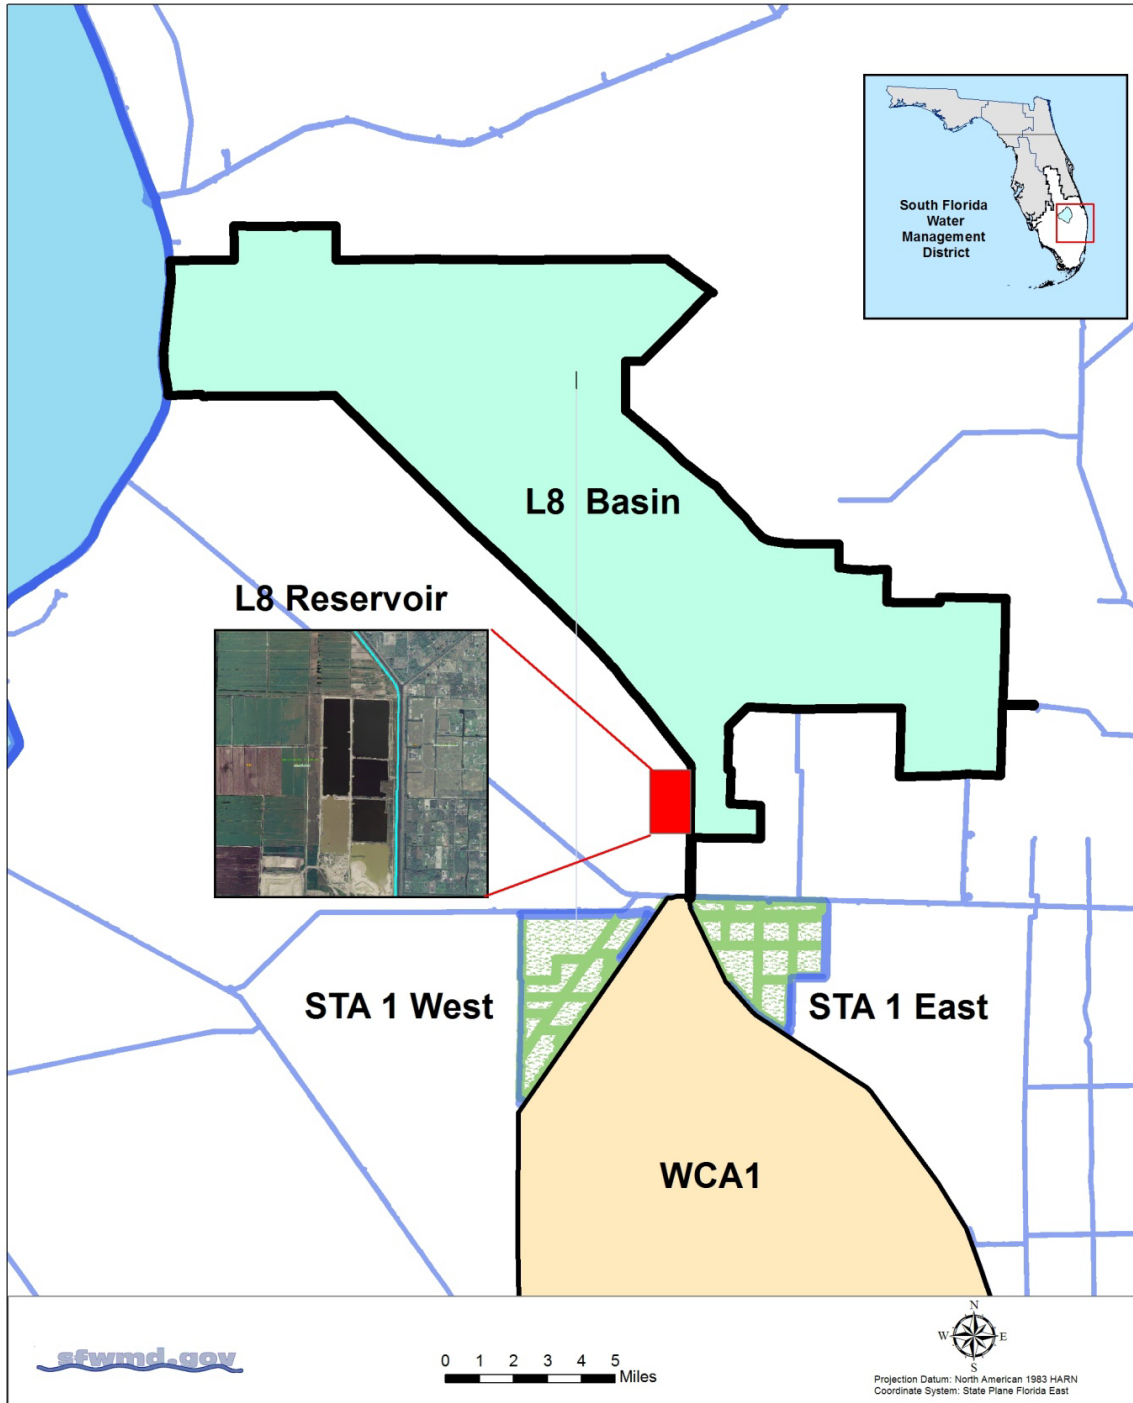 South Florida
Water
Management
District
L8 Basin
L8 Reservoir
STA 1 West
STA 1 East
WCA1
sfwmd.gov
0 1 2 3 4 5
Miles
N
W E
S
Projection Datum: North American 1983 HARN
Coordinate System: State Plane Florida East